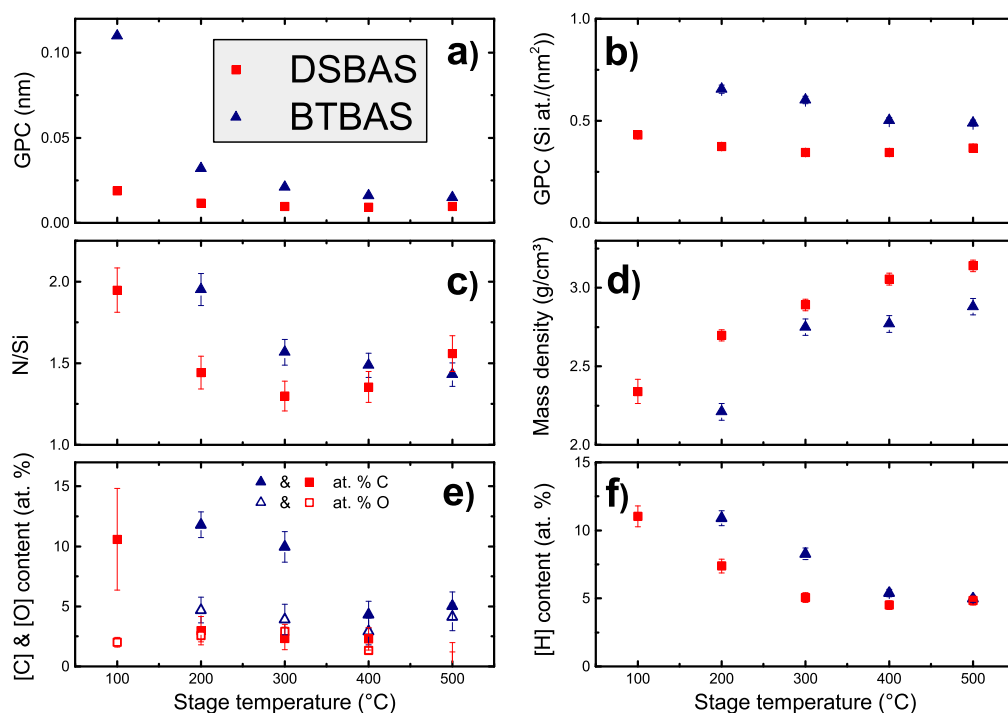 a)
DSBAS
BTBAS
GPC (nm)
0.10
0.05
0.00
b)
GPC (Si at./(nm²))
1.0
0.5
0.0
c)
N/Si
2.0
1.5
1.0
d)
Mass density (g/cm³)
3.0
2.5
2.0
e)
& at. % C
& at. % O
[C] & [O] content (at. %)
15
10
5
0
100 200 300 400 500
Stage temperature (°C)
f)
[H] content (at. %)
15
10
5
0
100 200 300 400 500
Stage temperature (°C)